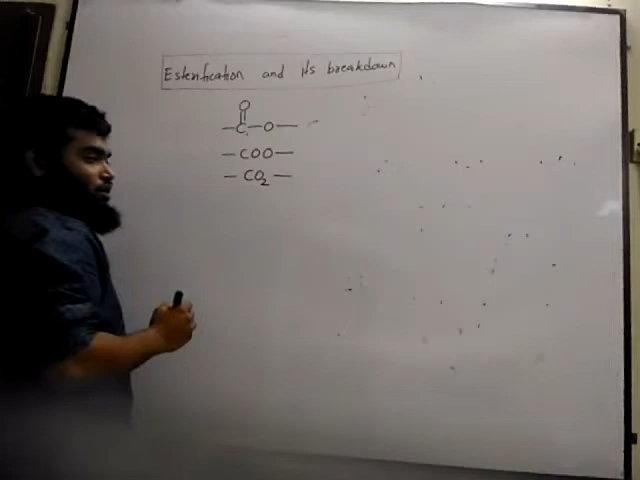 Esterification and its breakdown
O
||
— C — O —
— COO —
— CO₂ —